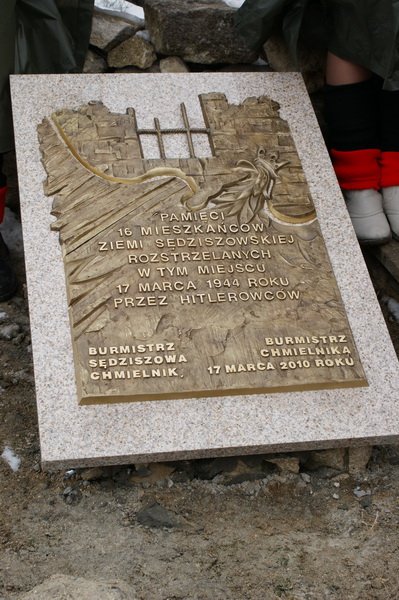 PAMIĘCI
16 MIESZKAŃCÓW
ZIEMI SĘDZISZOWSKIEJ
ROZSTRZELANYCH
W TYM MIEJSCU
17 MARCA 1944 ROKU
PRZEZ HITLEROWCÓW
BURMISTRZ
SĘDZISZOWA
BURMISTRZ
CHMIELNIKA
CHMIELNIK, 17 MARCA 2010 ROKU